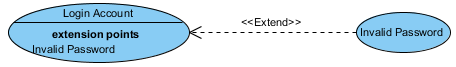 Login Account
<<Extend>>
extension points
Invalid Password
Invalid Password